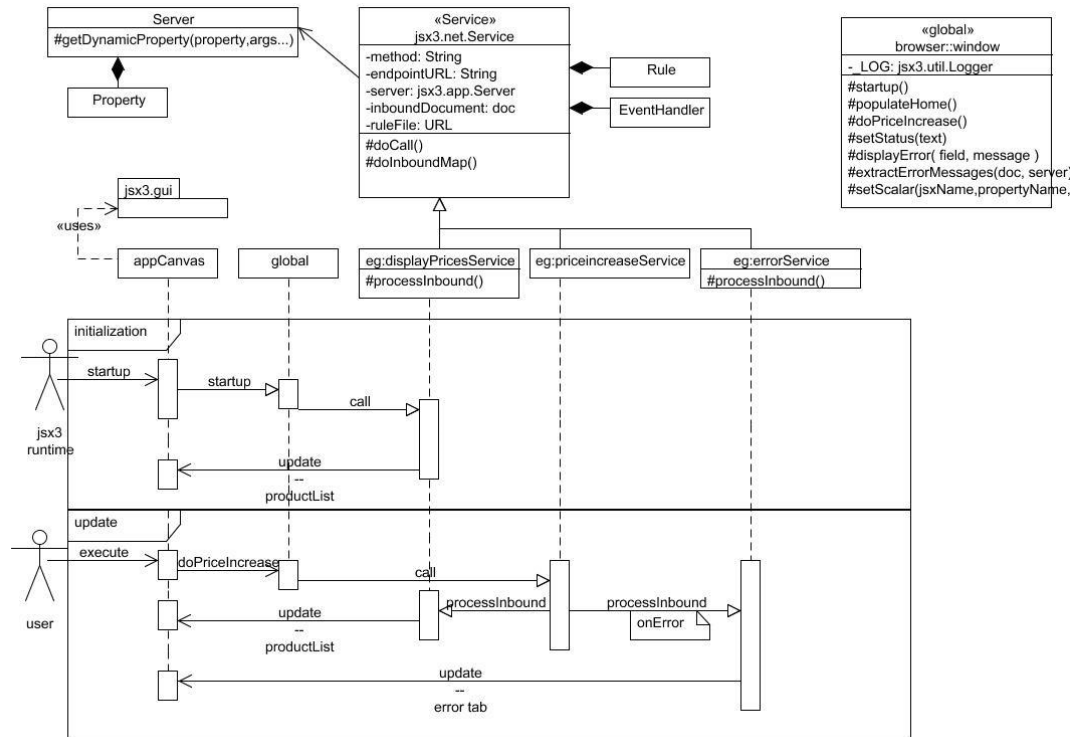 Server
#getDynamicProperty(property,args...)
Property
«Service»
jsx3.net.Service
-method: String
-endpointURL: String
-server: jsx3.app.Server
-inboundDocument: doc
-ruleFile: URL
#doCall()
#doInboundMap()
Rule
EventHandler
«global»
browser::window
-_LOG: jsx3.util.Logger
#startup()
#populateHome()
#doPriceIncrease()
#setStatus(text)
#displayError( field, message )
#extractErrorMessages(doc, server)
#setScalar(jsxName,propertyName,
jsx3.gui
«uses»
appCanvas
global
eg:displayPricesService
#processInbound()
eg:priceincreaseService
eg:errorService
#processInbound()
initialization
startup
startup
call
jsx3
runtime
update
--
productList
update
execute
doPriceIncrease
call
processInbound
processInbound
onError
user
update
--
productList
update
--
error tab